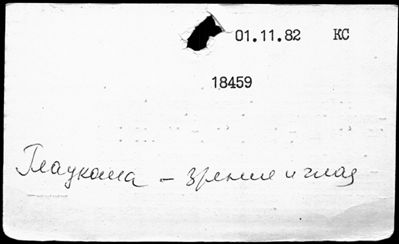 01.11.82 КС
18459
Глаукома – зрение и глаз